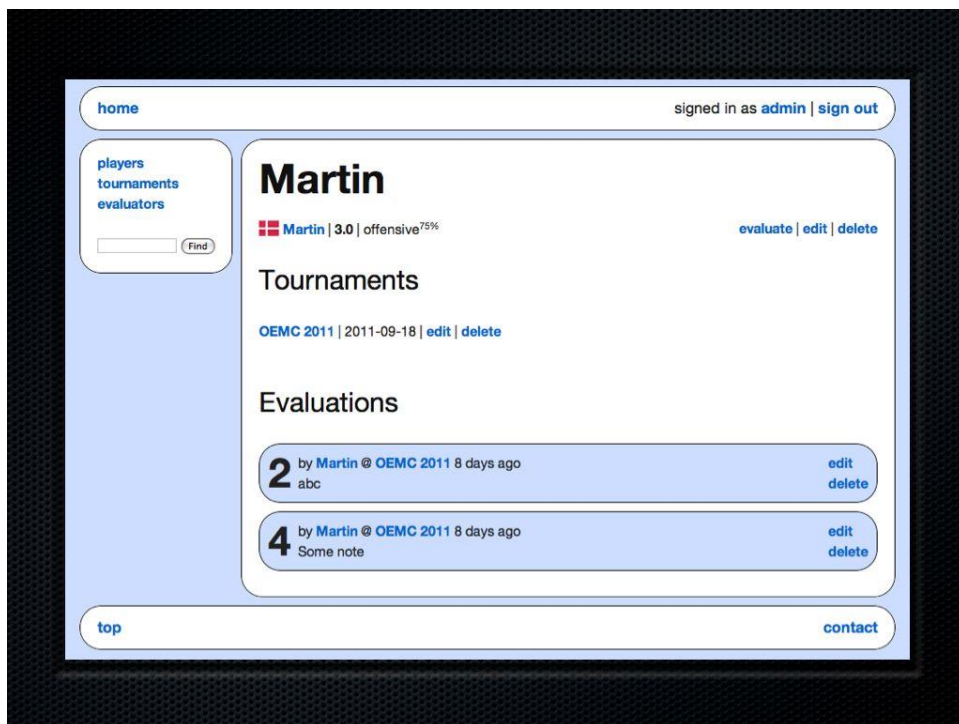 home
signed in as admin | sign out
players
tournaments
evaluators
Find
Martin
Martin | 3.0 | offensive75%
evaluate | edit | delete
Tournaments
OEMC 2011 | 2011-09-18 | edit | delete
Evaluations
2
by Martin @ OEMC 2011 8 days ago
abc
edit
delete
4
by Martin @ OEMC 2011 8 days ago
Some note
edit
delete
top
contact